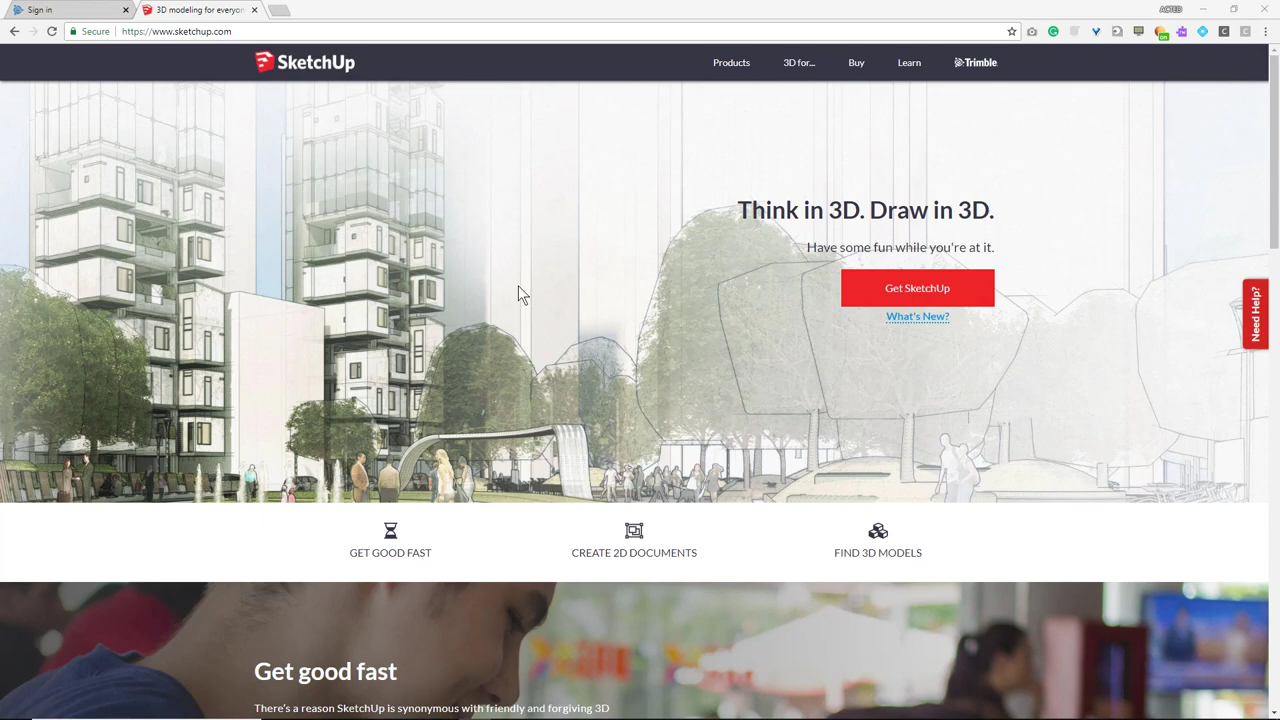 Sign in
3D modeling for everyon
ACTED
Secure
https://www.sketchup.com
on
SketchUp
Products
3D for...
Buy
Learn
Trimble.
Think in 3D. Draw in 3D.
Have some fun while you're at it.
Get SketchUp
What's New?
Need Help?
GET GOOD FAST
CREATE 2D DOCUMENTS
FIND 3D MODELS
Get good fast
There's a reason SketchUp is synonymous with friendly and forgiving 3D